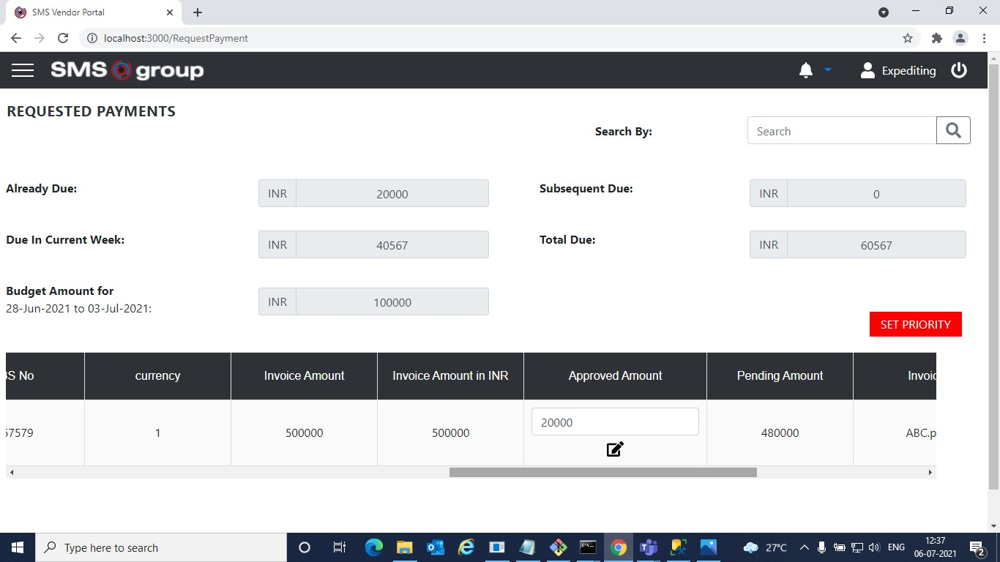 SMS Vendor Portal
localhost:3000/RequestPayment
SMS group
Expediting
REQUESTED PAYMENTS
Search By:
Search
Already Due:
INR
20000
Subsequent Due:
INR
0
Due In Current Week:
INR
40567
Total Due:
INR
60567
Budget Amount for
28-Jun-2021 to 03-Jul-2021:
INR
100000
SET PRIORITY
No
currency
Invoice Amount
Invoice Amount in INR
Approved Amount
Pending Amount
Invoic
57579
1
500000
500000
20000
480000
ABC.p
Type here to search
27°C
ENG
12:37
06-07-2021
2